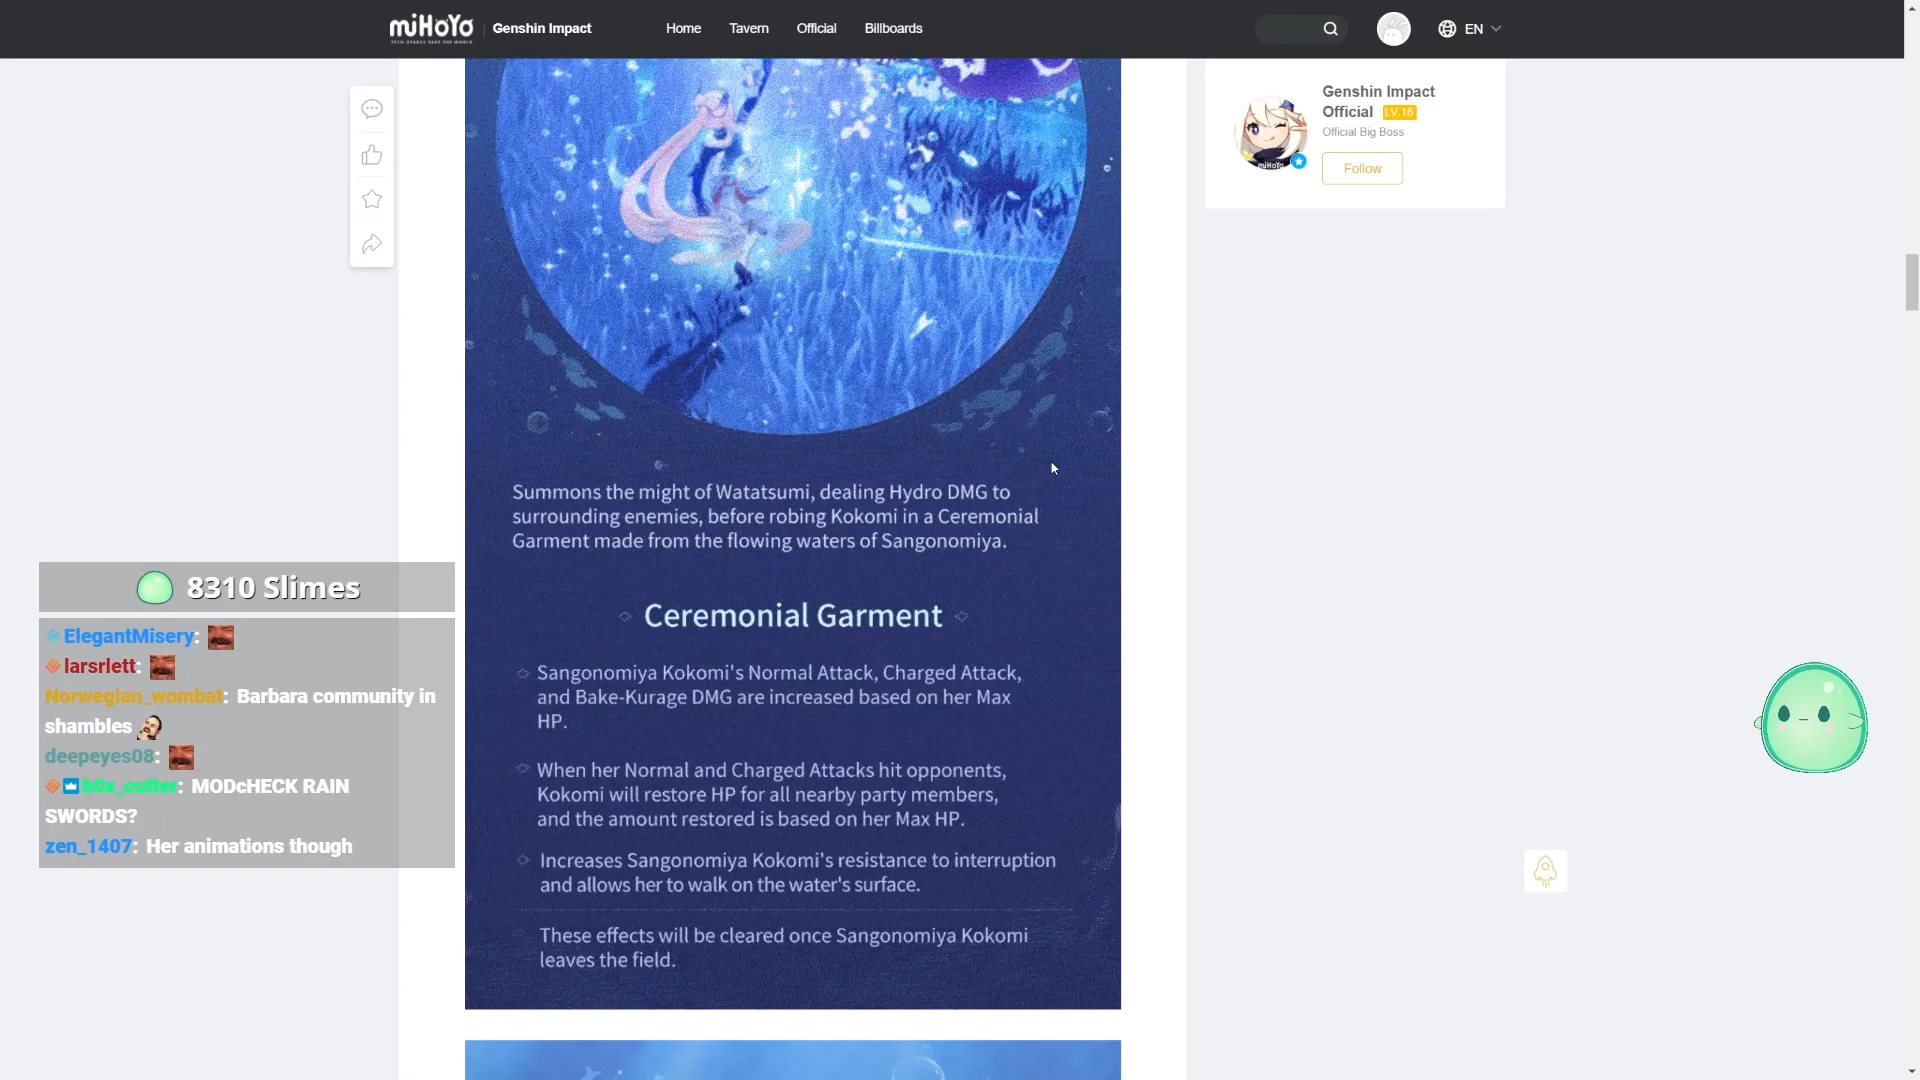 miHoYo
TECH OTAKUS SAVE THE WORLD
Genshin Impact
Home
Tavern
Official
Billboards
EN
Genshin Impact
Official LV.16
Official Big Boss
miHoYo
Follow
Summons the might of Watatsumi, dealing Hydro DMG to
surrounding enemies, before robing Kokomi in a Ceremonial
Garment made from the flowing waters of Sangonomiya.
Ceremonial Garment
Sangonomiya Kokomi's Normal Attack, Charged Attack,
and Bake-Kurage DMG are increased based on her Max
HP.
When her Normal and Charged Attacks hit opponents,
Kokomi will restore HP for all nearby party members,
and the amount restored is based on her Max HP.
Increases Sangonomiya Kokomi's resistance to interruption
and allows her to walk on the water's surface.
These effects will be cleared once Sangonomiya Kokomi
leaves the field.
8310 Slimes
ElegantMisery:
larsrlett:
Norwegian_wombat: Barbara community in
shambles
deepeyes08:
b0x_cutter: MODcHECK RAIN
SWORDS?
zen_1407: Her animations though